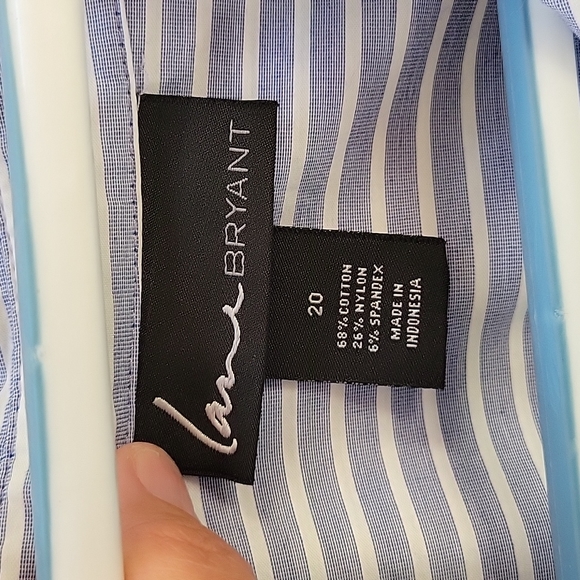 Lane BRYANT
20
68% COTTON
26% NYLON
6% SPANDEX
MADE IN
INDONESIA